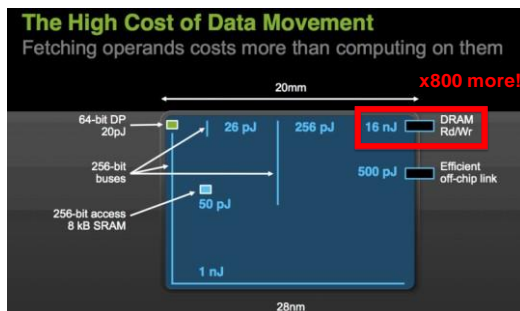 The High Cost of Data Movement
Fetching operands costs more than computing on them
x800 more!
20mm
64-bit DP
20pJ
26 pJ
256 pJ
16 nJ
DRAM
Rd/Wr
256-bit
buses
500 pJ
Efficient
off-chip link
256-bit access
8 kB SRAM
50 pJ
1 nJ
28nm